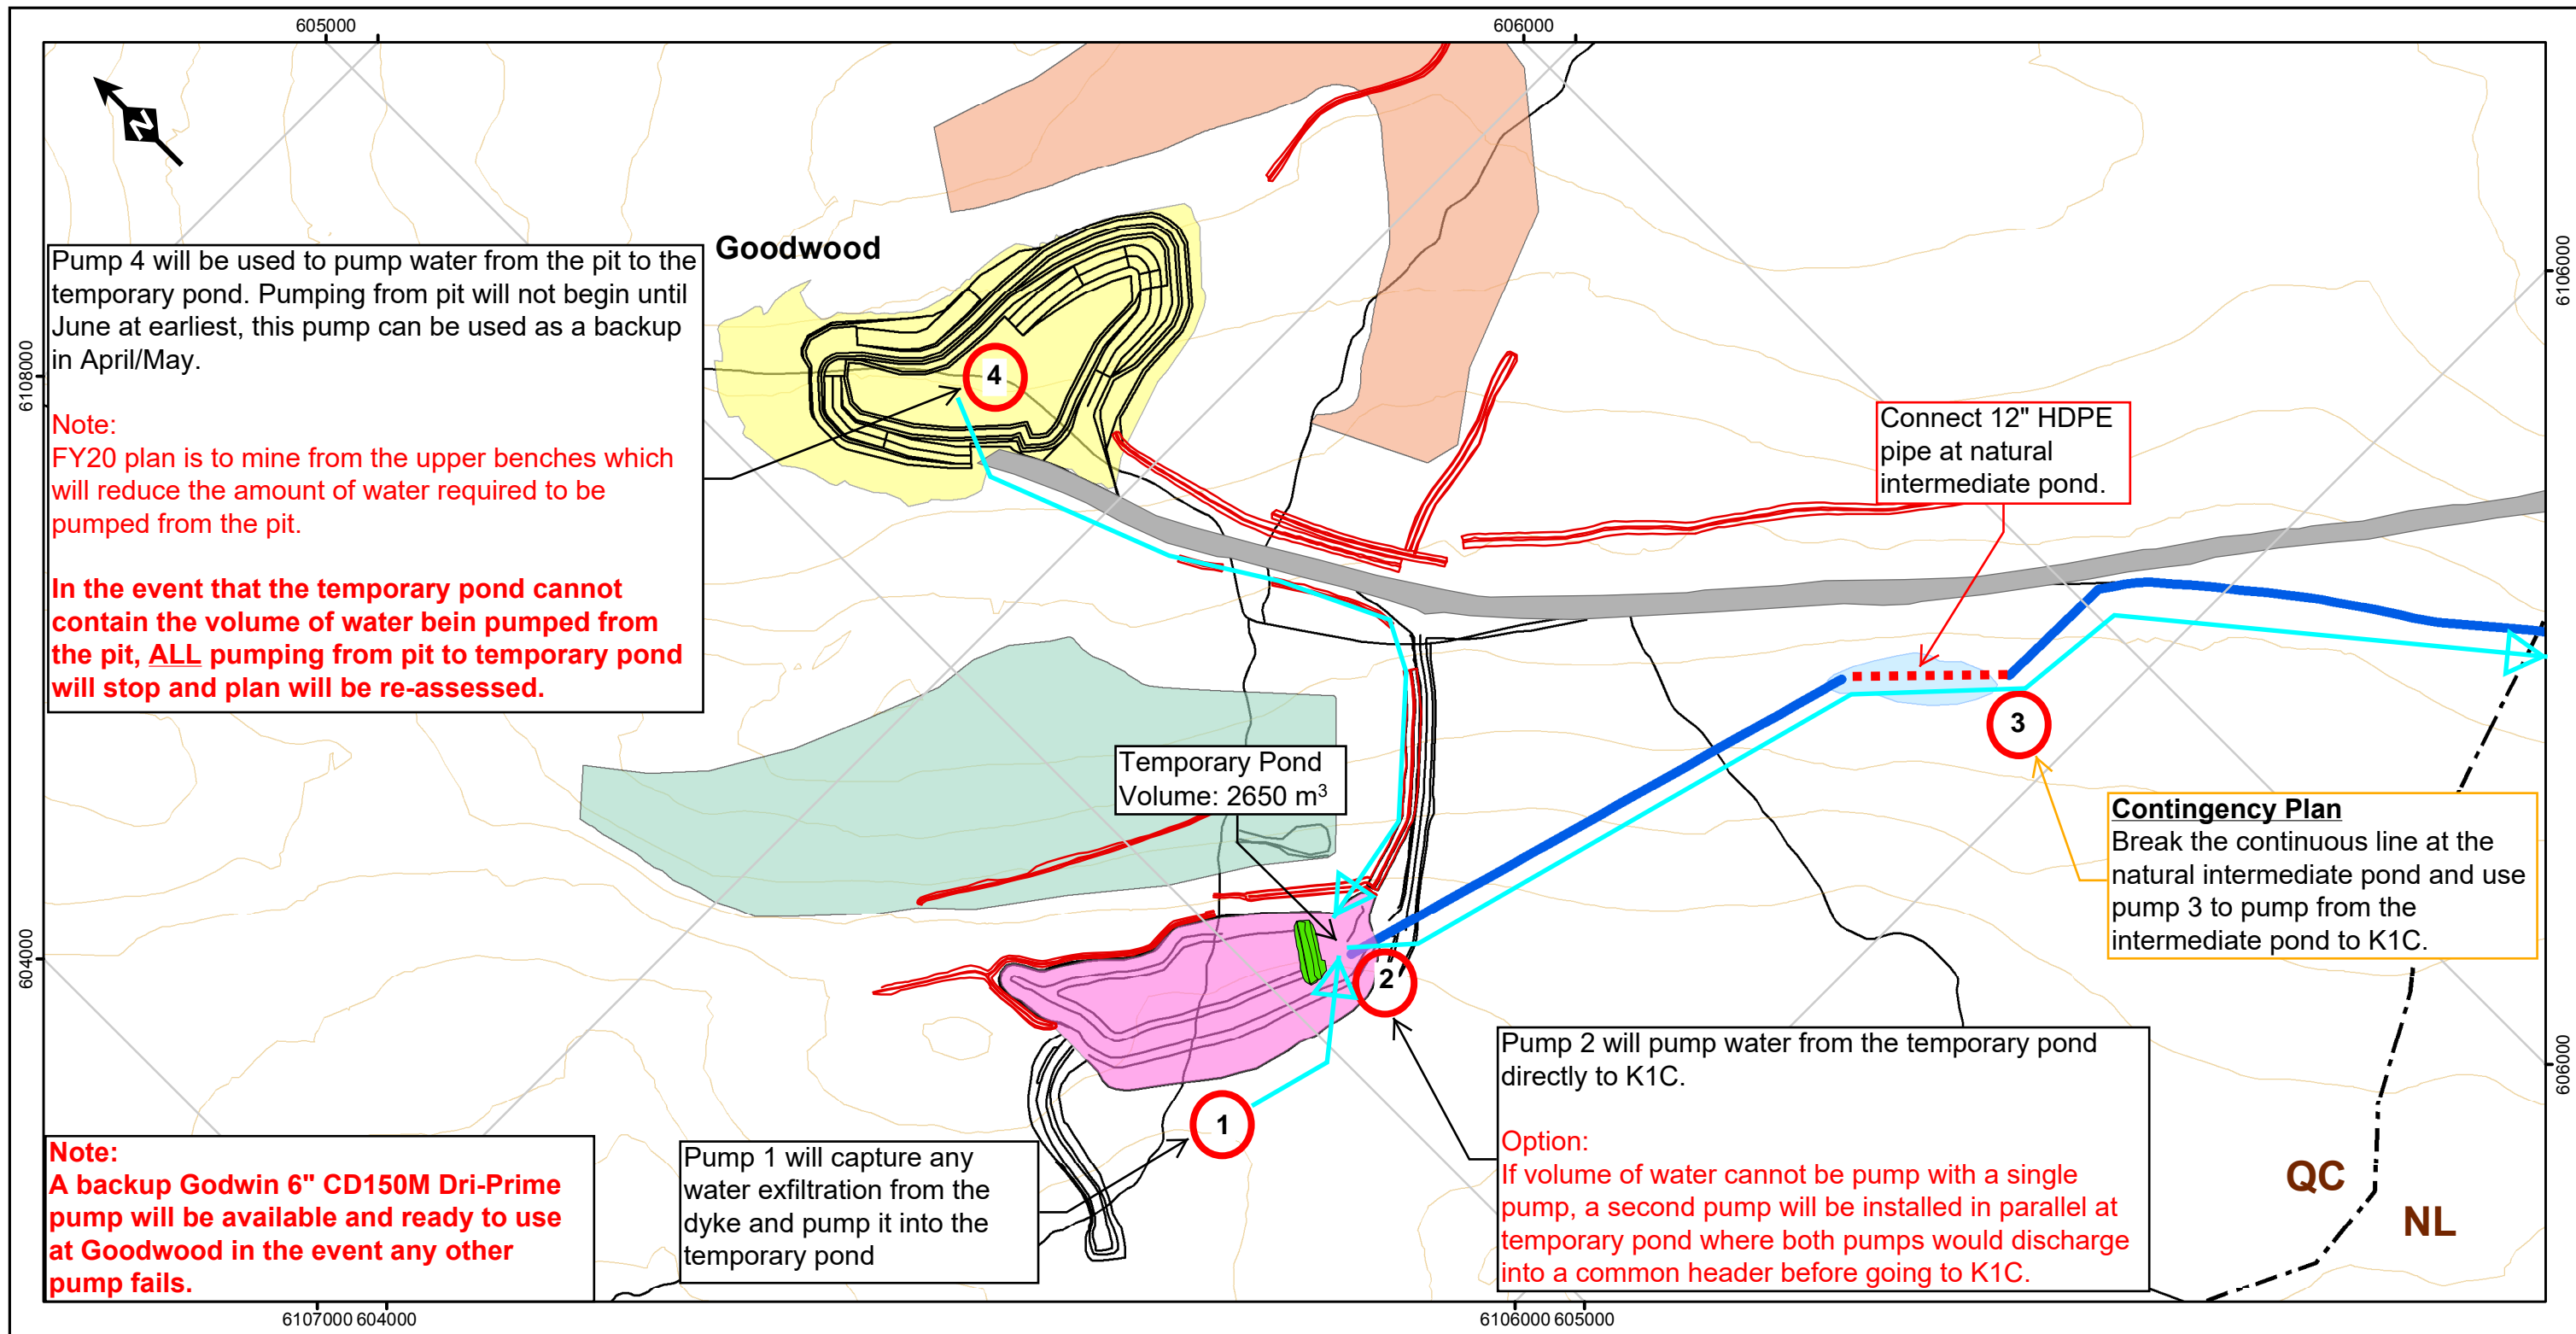 605000
606000
N
Goodwood
Pump 4 will be used to pump water from the pit to the
temporary pond. Pumping from pit will not begin until
June at earliest, this pump can be used as a backup
in April/May.
Note:
FY20 plan is to mine from the upper benches which
will reduce the amount of water required to be
pumped from the pit.
In the event that the temporary pond cannot
contain the volume of water bein pumped from
the pit, ALL pumping from pit to temporary pond
will stop and plan will be re-assessed.
6108000
6106000
4
Connect 12" HDPE
pipe at natural
intermediate pond.
3
Temporary Pond
Volume: 2650 m³
Contingency Plan
Break the continuous line at the
natural intermediate pond and use
pump 3 to pump from the
intermediate pond to K1C.
604000
606000
2
1
Pump 2 will pump water from the temporary pond
directly to K1C.
Option:
If volume of water cannot be pump with a single
pump, a second pump will be installed in parallel at
temporary pond where both pumps would discharge
into a common header before going to K1C.
Note:
A backup Godwin 6" CD150M Dri-Prime
pump will be available and ready to use
at Goodwood in the event any other
pump fails.
Pump 1 will capture any
water exfiltration from the
dyke and pump it into the
temporary pond
QC
NL
6107000 604000
6106000 605000